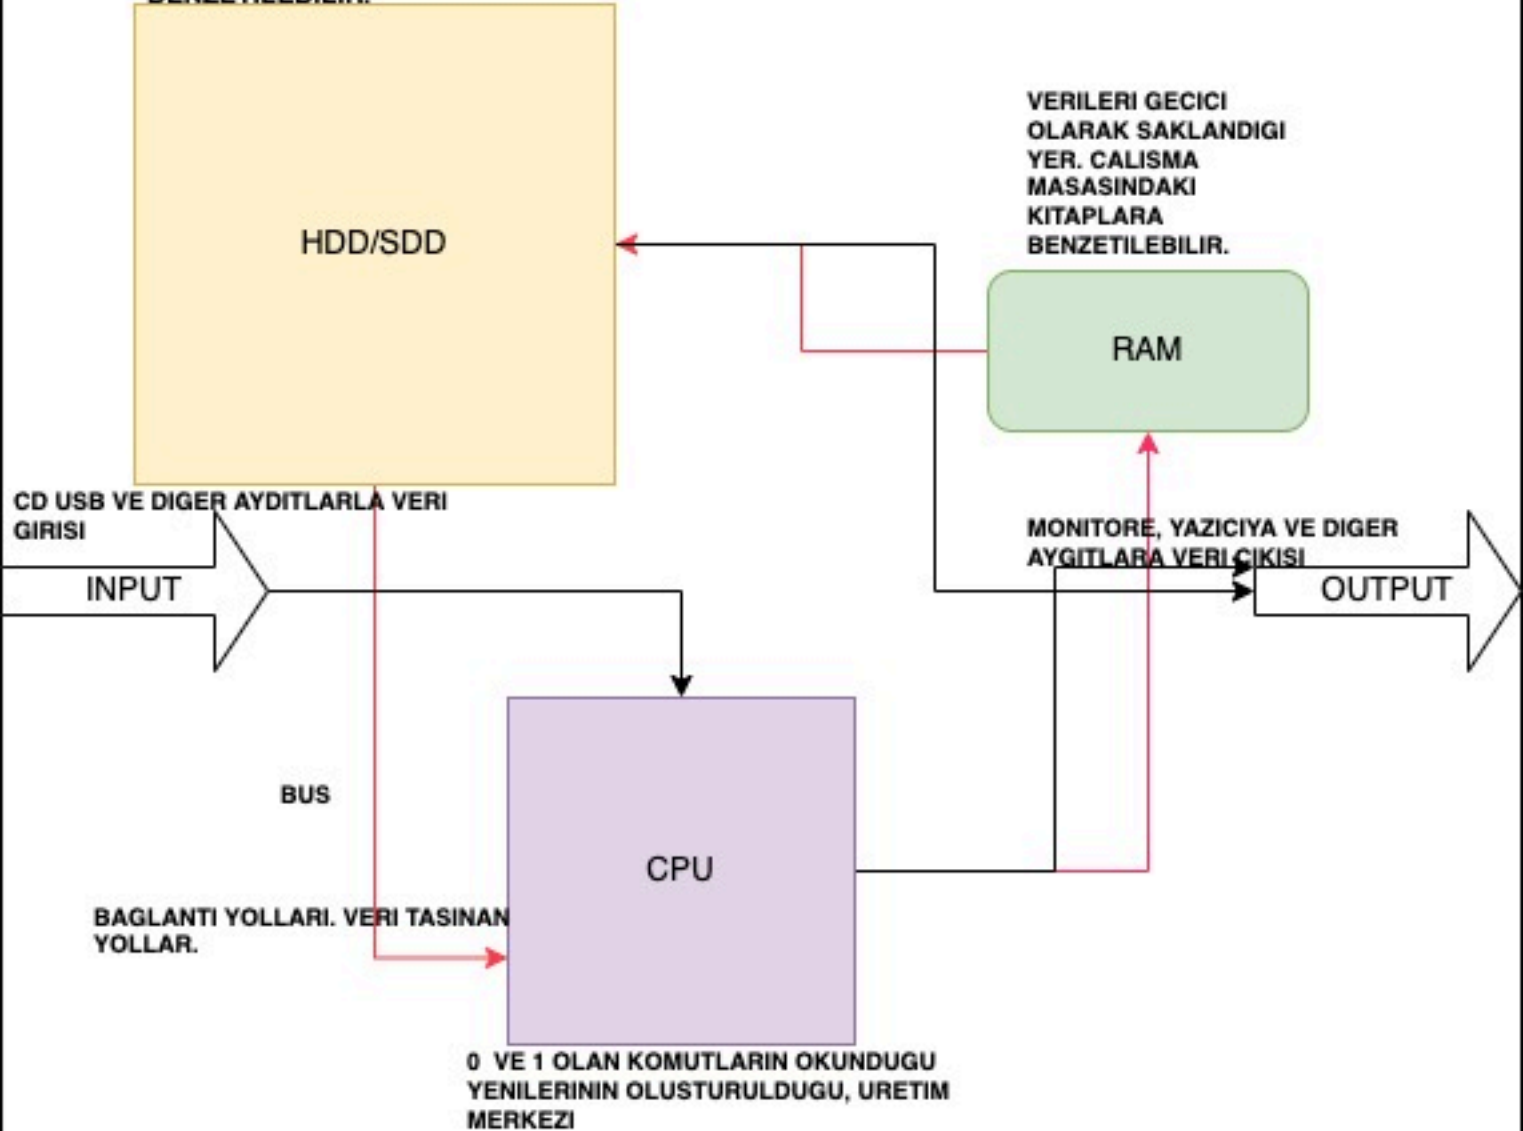 BENZETILEBILIR.
VERILERI GECICI
OLARAK SAKLANDIGI
YER. CALISMA
MASASINDAKI
KITAPLARA
BENZETILEBILIR.
HDD/SDD
RAM
CD USB VE DIGER AYDITLARLA VERI
GIRISI
MONITORE, YAZICIYA VE DIGER
AYGITLARA VERI CIKISI
INPUT
OUTPUT
BUS
CPU
BAGLANTI YOLLARI. VERI TASINAN
YOLLAR.
0 VE 1 OLAN KOMUTLARIN OKUNDUGU
YENILERININ OLUSTURULDUGU, URETIM
MERKEZI